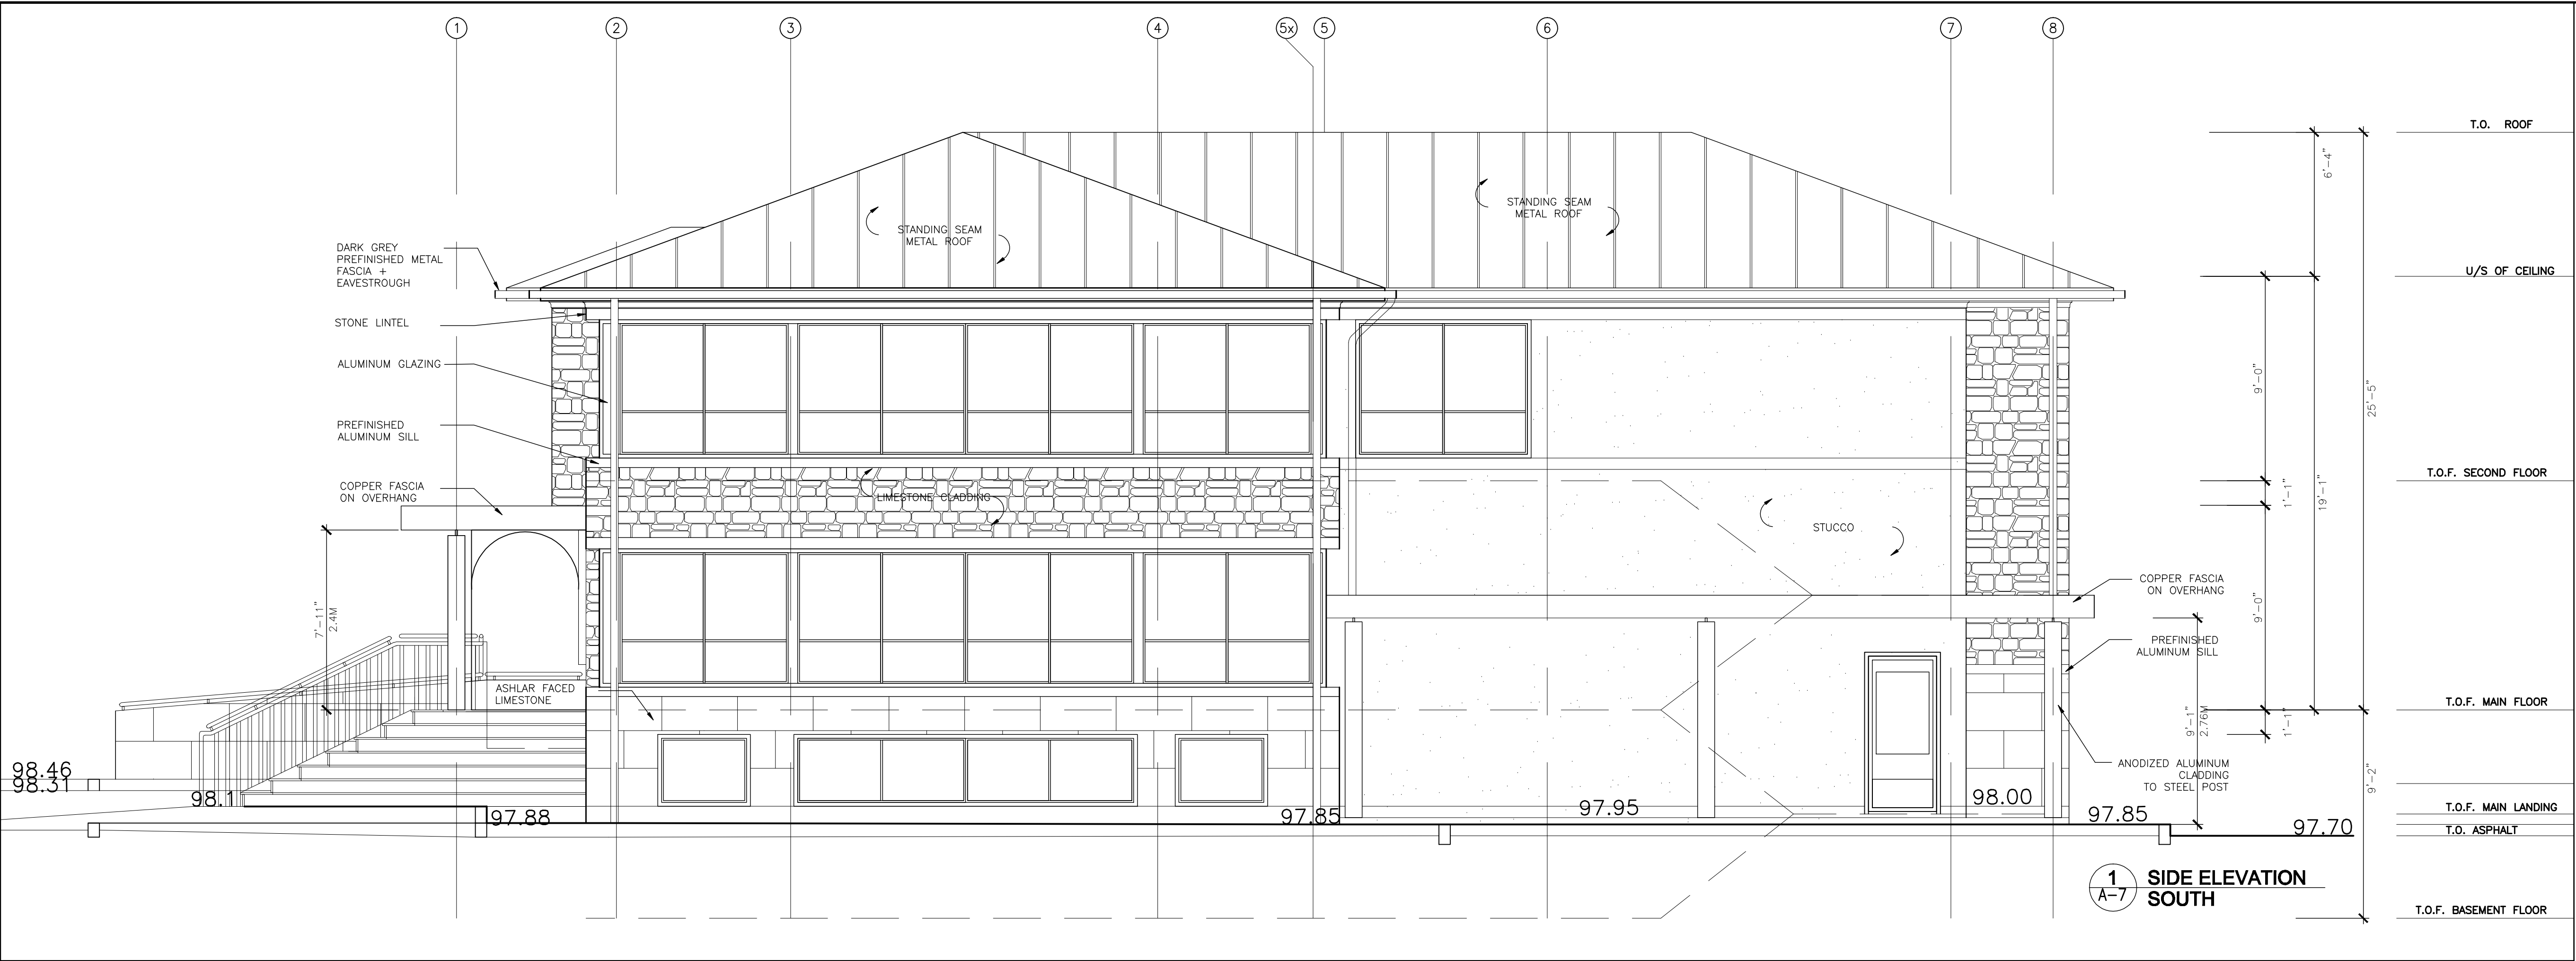 1
2
3
4
5x
5
6
7
8
T.O. ROOF
6'-4"
STANDING SEAM
METAL ROOF
STANDING SEAM
METAL ROOF
DARK GREY
PREFINISHED METAL
FASCIA +
EAVESTROUGH
U/S OF CEILING
STONE LINTEL
ALUMINUM GLAZING
9'-0"
25'-5"
PREFINISHED
ALUMINUM SILL
COPPER FASCIA
ON OVERHANG
LIMESTONE CLADDING
T.O.F. SECOND FLOOR
1'-1"
19'-1"
STUCCO
COPPER FASCIA
ON OVERHANG
7'-11"
2.4M
9'-0"
PREFINISHED
ALUMINUM SILL
ASHLAR FACED
LIMESTONE
T.O.F. MAIN FLOOR
9'-1"
2.76M
1'-1"
ANODIZED ALUMINUM
CLADDING
TO STEEL POST
9'-2"
98.46
98.31
98.1
97.88
97.85
97.95
98.00
97.85
97.70
T.O.F. MAIN LANDING
T.O. ASPHALT
1
A-7
SIDE ELEVATION
SOUTH
T.O.F. BASEMENT FLOOR